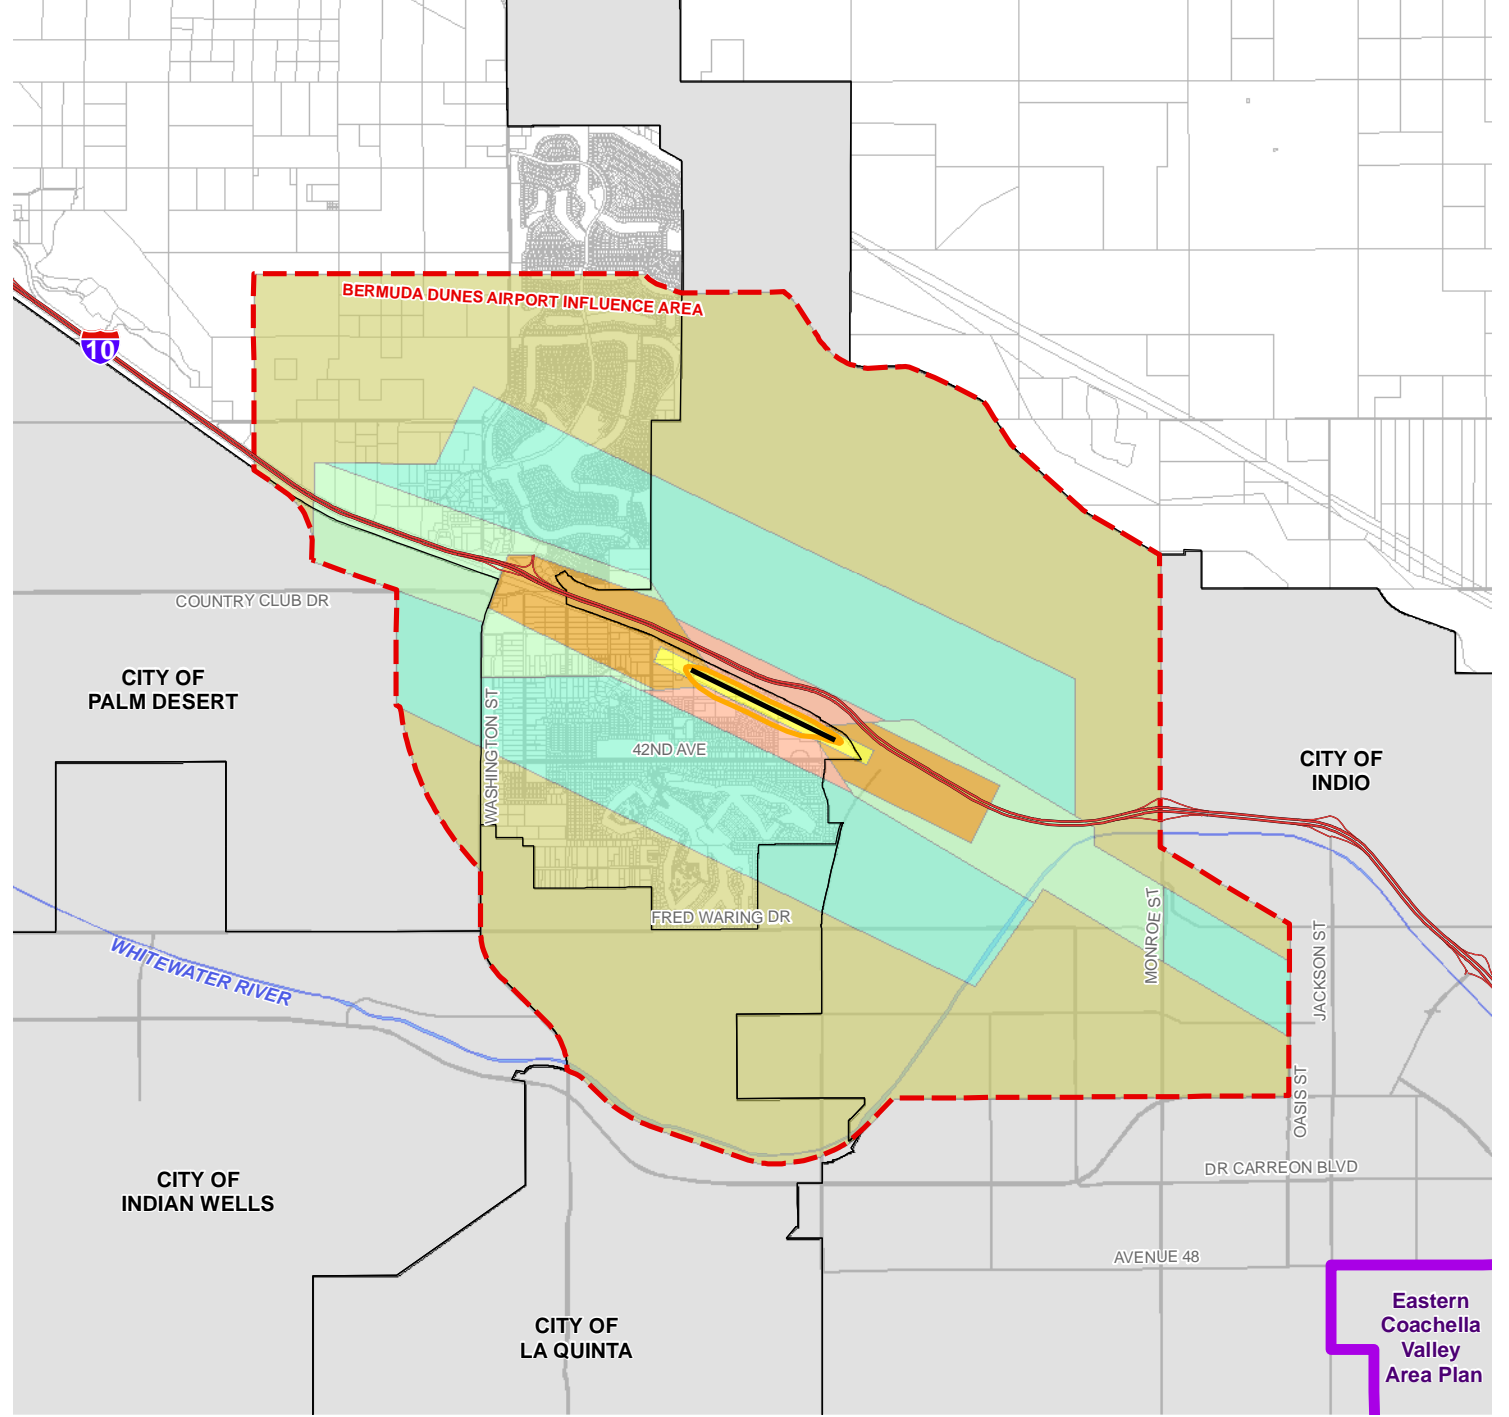 BERMUDA DUNES AIRPORT INFLUENCE AREA
10
COUNTRY CLUB DR
CITY OF
PALM DESERT
WASHINGTON ST
42ND AVE
CITY OF
INDIO
FRED WARING DR
MONROE ST
JACKSON ST
WHITEWATER RIVER
OASIS ST
DR CARREON BLVD
CITY OF
INDIAN WELLS
AVENUE 48
CITY OF
LA QUINTA
Eastern
Coachella
Valley
Area Plan